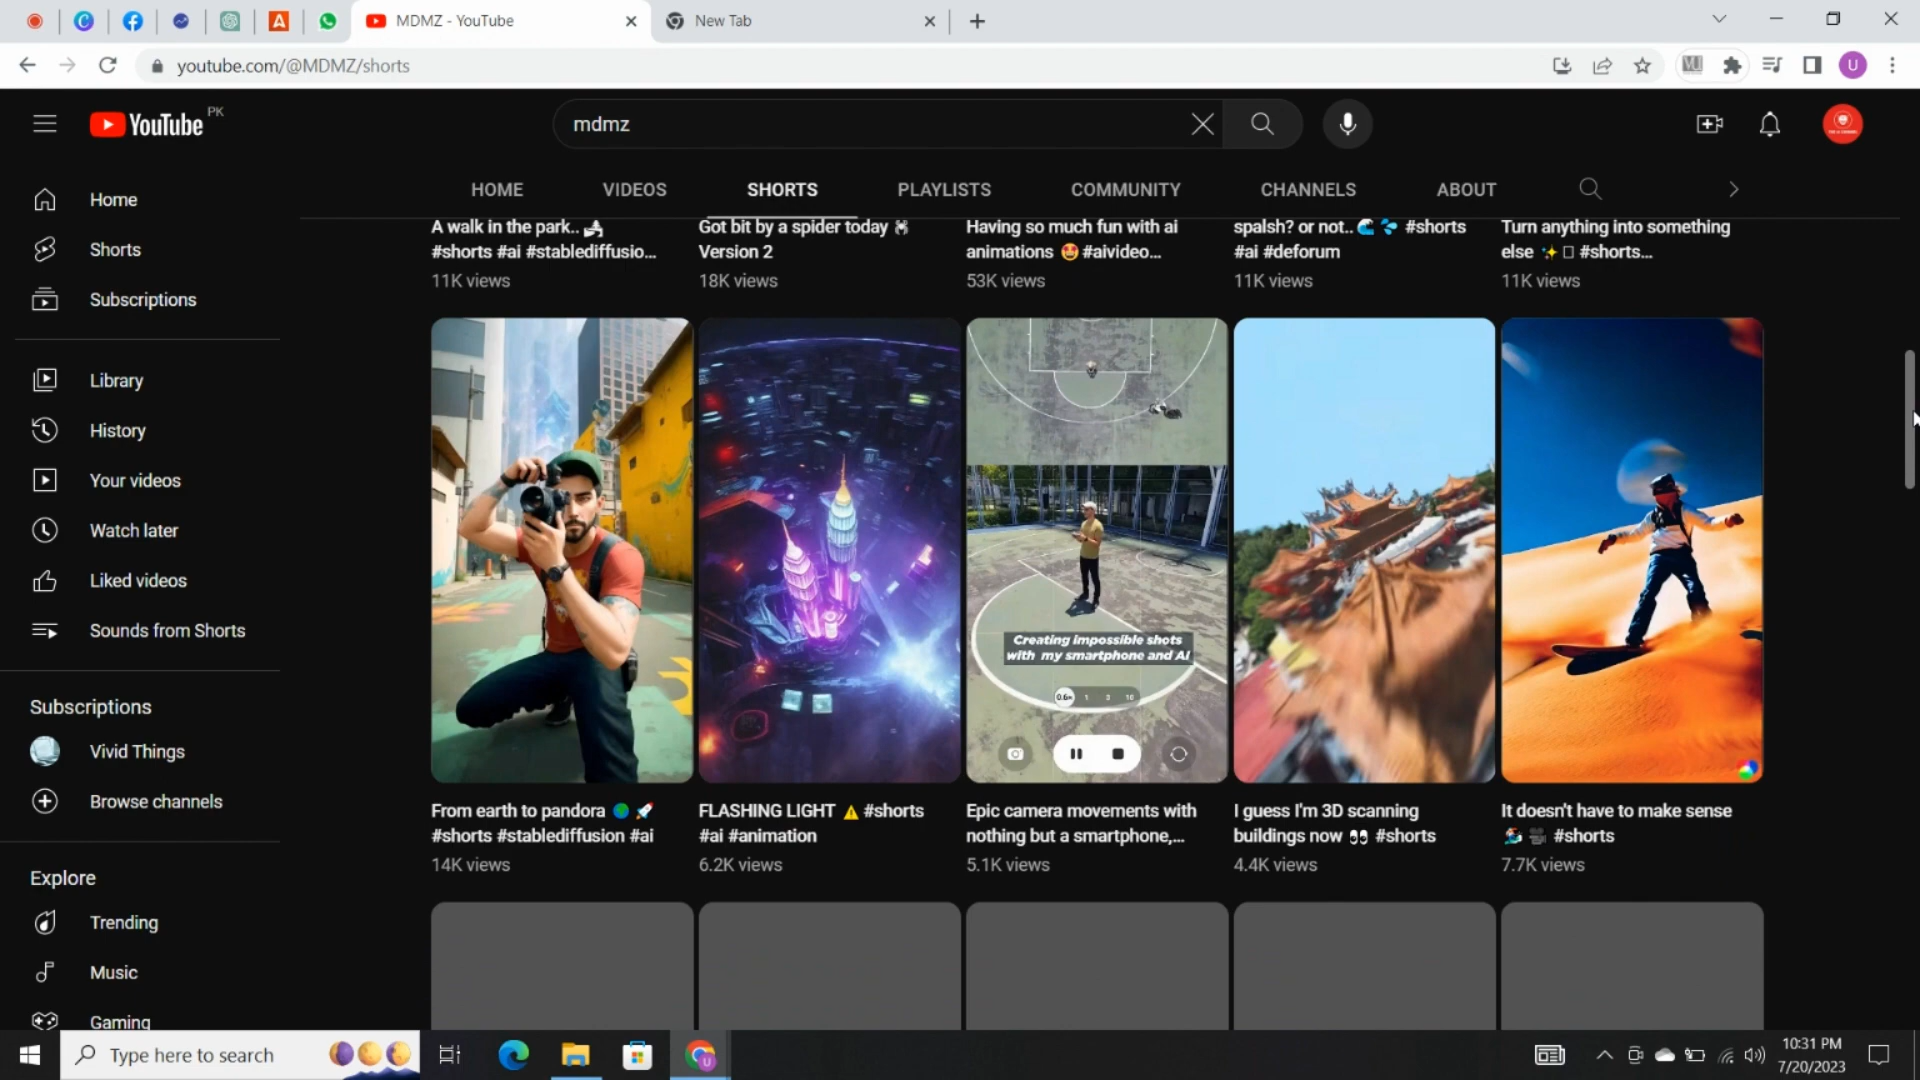 MDMZ - YouTube
New Tab
youtube.com/@MDMZ/shorts
U
YouTube PK
mdmz
HOME
VIDEOS
SHORTS
PLAYLISTS
COMMUNITY
CHANNELS
ABOUT
Home
Shorts
Subscriptions
Library
History
Your videos
Watch later
Liked videos
Sounds from Shorts
Subscriptions
Vivid Things
Browse channels
Explore
Trending
Music
Gaming
A walk in the park..
#shorts #ai #stablediffusio...
11K views
Got bit by a spider today
Version 2
18K views
Having so much fun with ai
animations 🤩 #aivideo...
53K views
spalsh? or not.. 🌊 💦 #shorts
#ai #deforum
11K views
Turn anything into something
else ✨ #shorts...
11K views
Creating impossible shots
with my smartphone and AI
0.6×
1
From earth to pandora 🌍 🚀
#shorts #stablediffusion #ai
14K views
FLASHING LIGHT ⚠️ #shorts
#ai #animation
6.2K views
Epic camera movements with
nothing but a smartphone,...
5.1K views
I guess I'm 3D scanning
buildings now 👀 #shorts
4.4K views
It doesn't have to make sense
🏂 🎥 #shorts
7.7K views
Type here to search
10:31 PM
7/20/2023